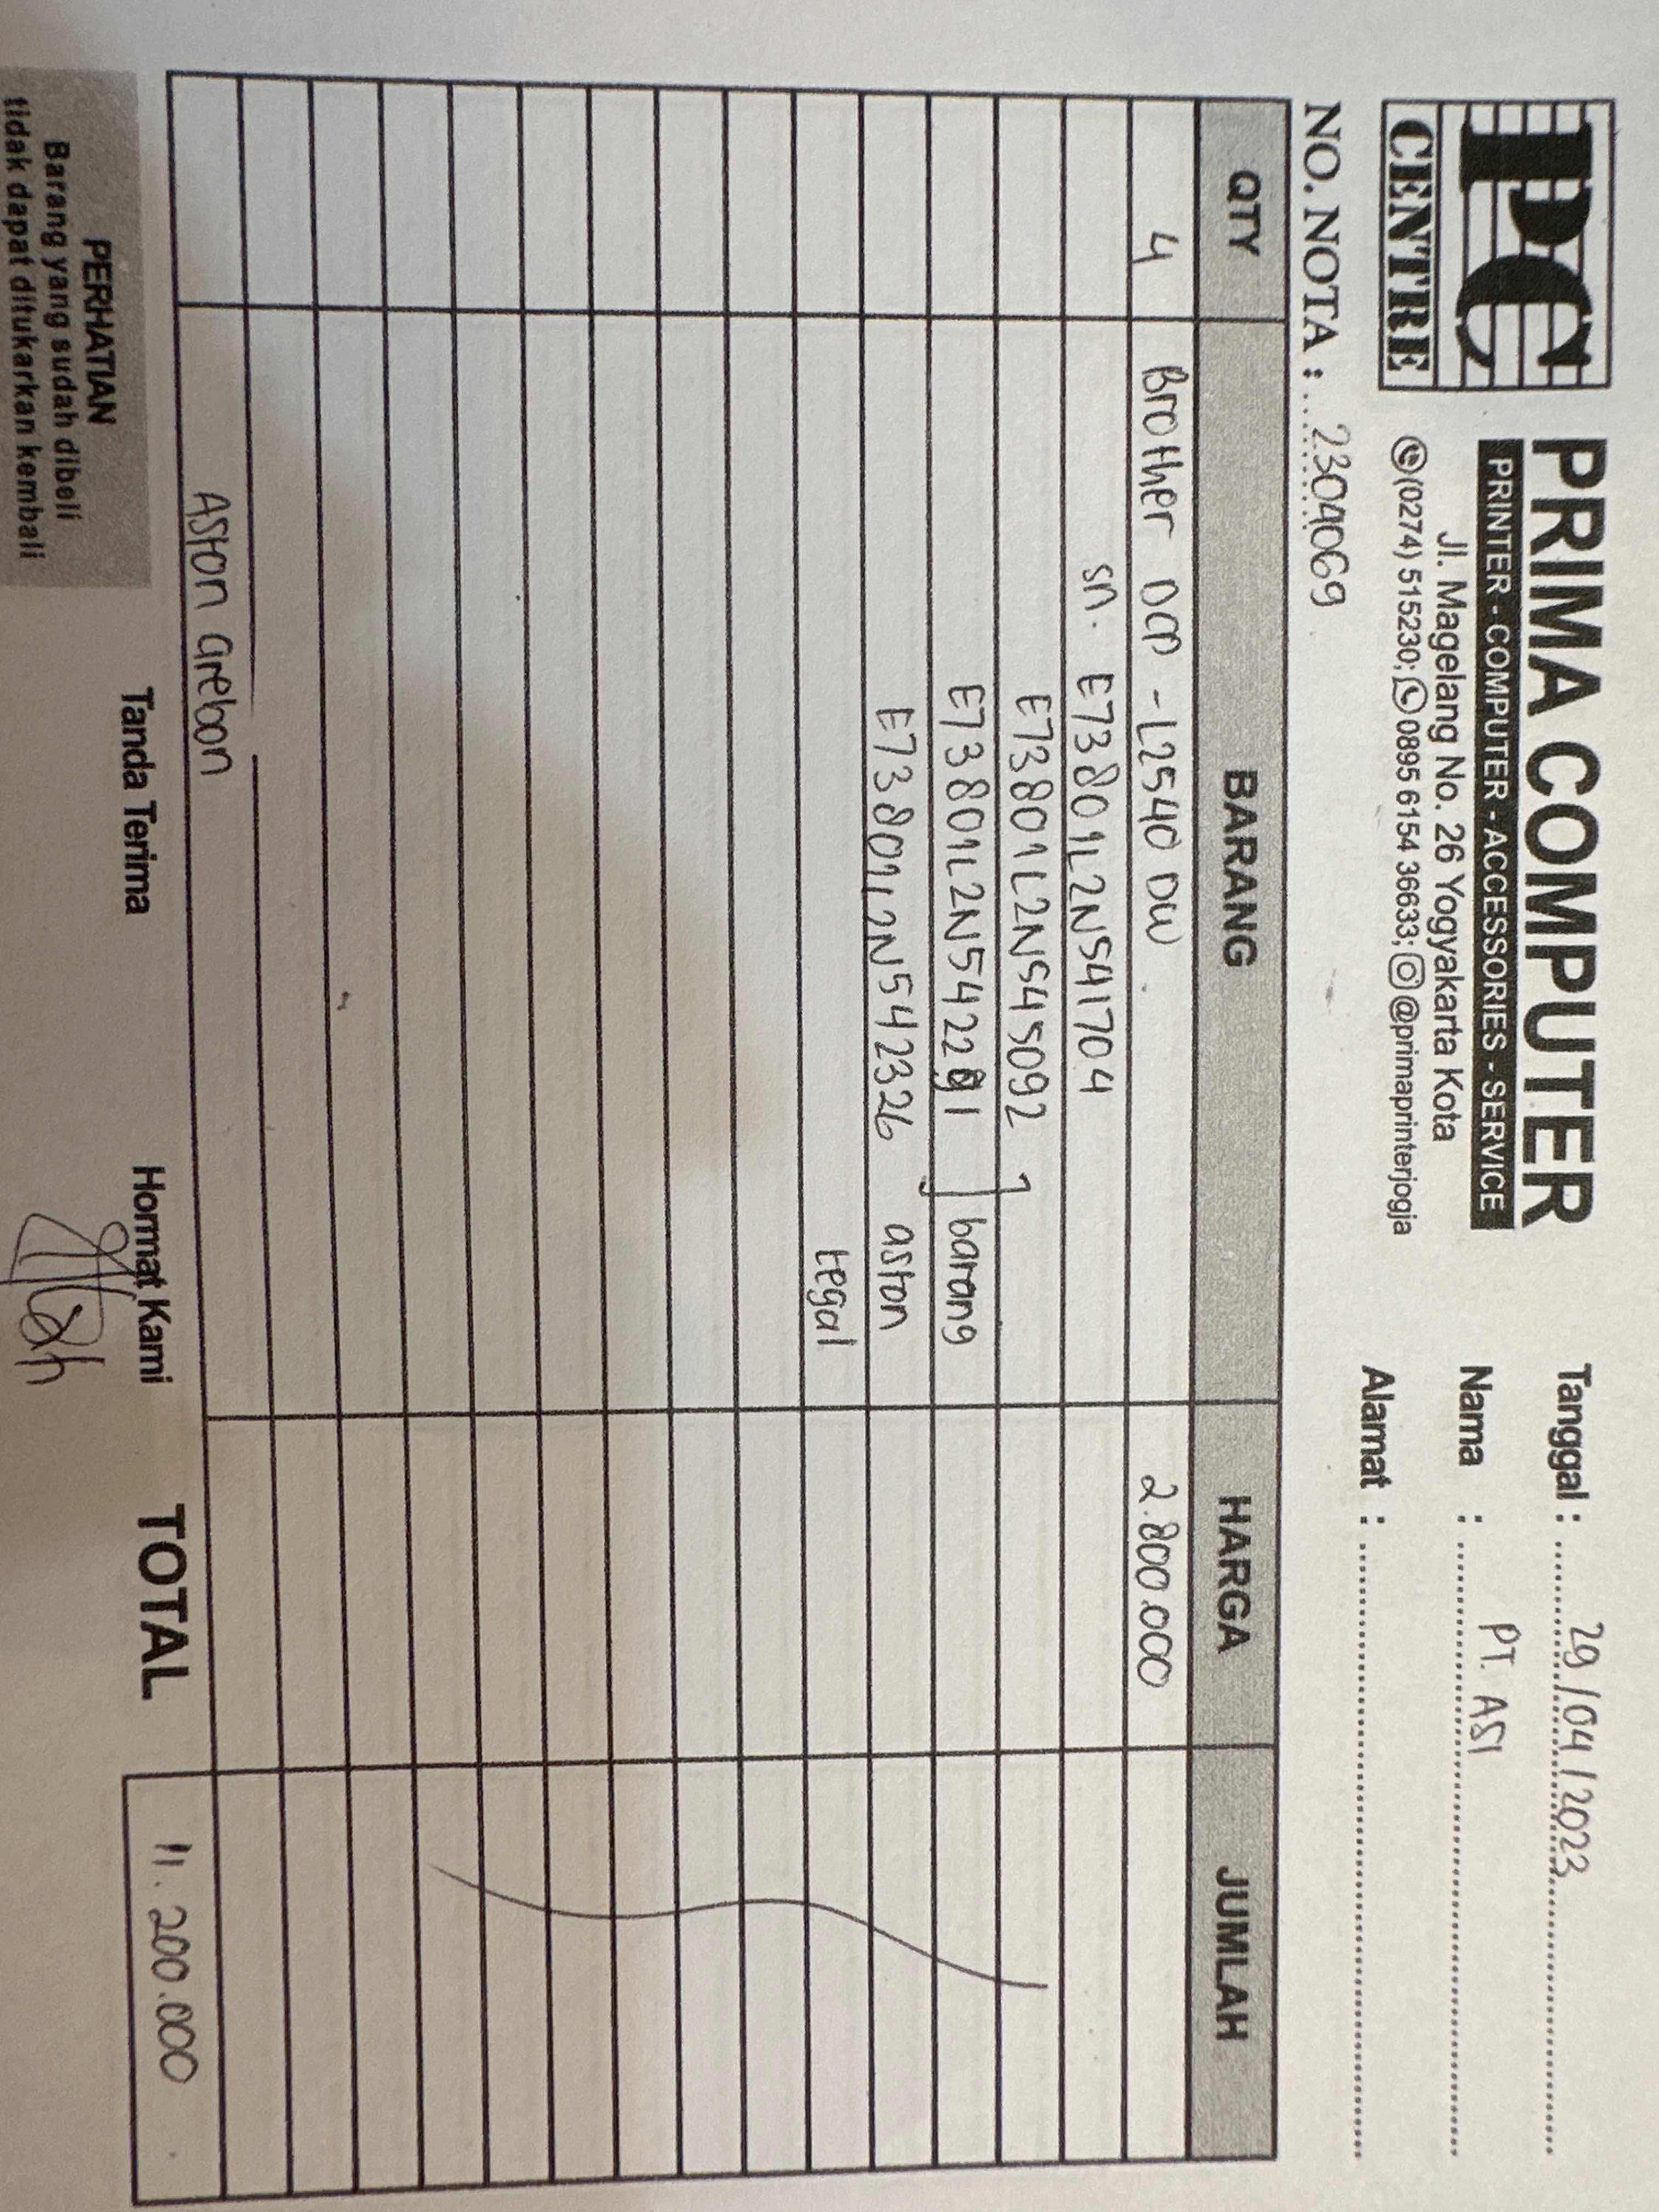 PC CENTRE
PRIMA COMPUTER
PRINTER - COMPUTER - ACCESSORIES - SERVICE
Jl. Magelang No. 26 Yogyakarta Kota
(0274) 515230; 0895 6154 36633; @primaprinterjogja
Tanggal : 29/04/2023
Nama : PT. ASI
Alamat :
NO. NOTA : 2304069
QTY BARANG HARGA JUMLAH
4 Brother DCP-L2540 DW 2.800.000
sn. E73801L2N541704
E73801L2N545092
E73801L2N542291 barang
E73801L2N542326 aston
tegal
Aston Cirebon
PERHATIAN
Barang yang sudah dibeli
tidak dapat ditukarkan kembali
Tanda Terima
Hormat Kami
TOTAL 11.200.000